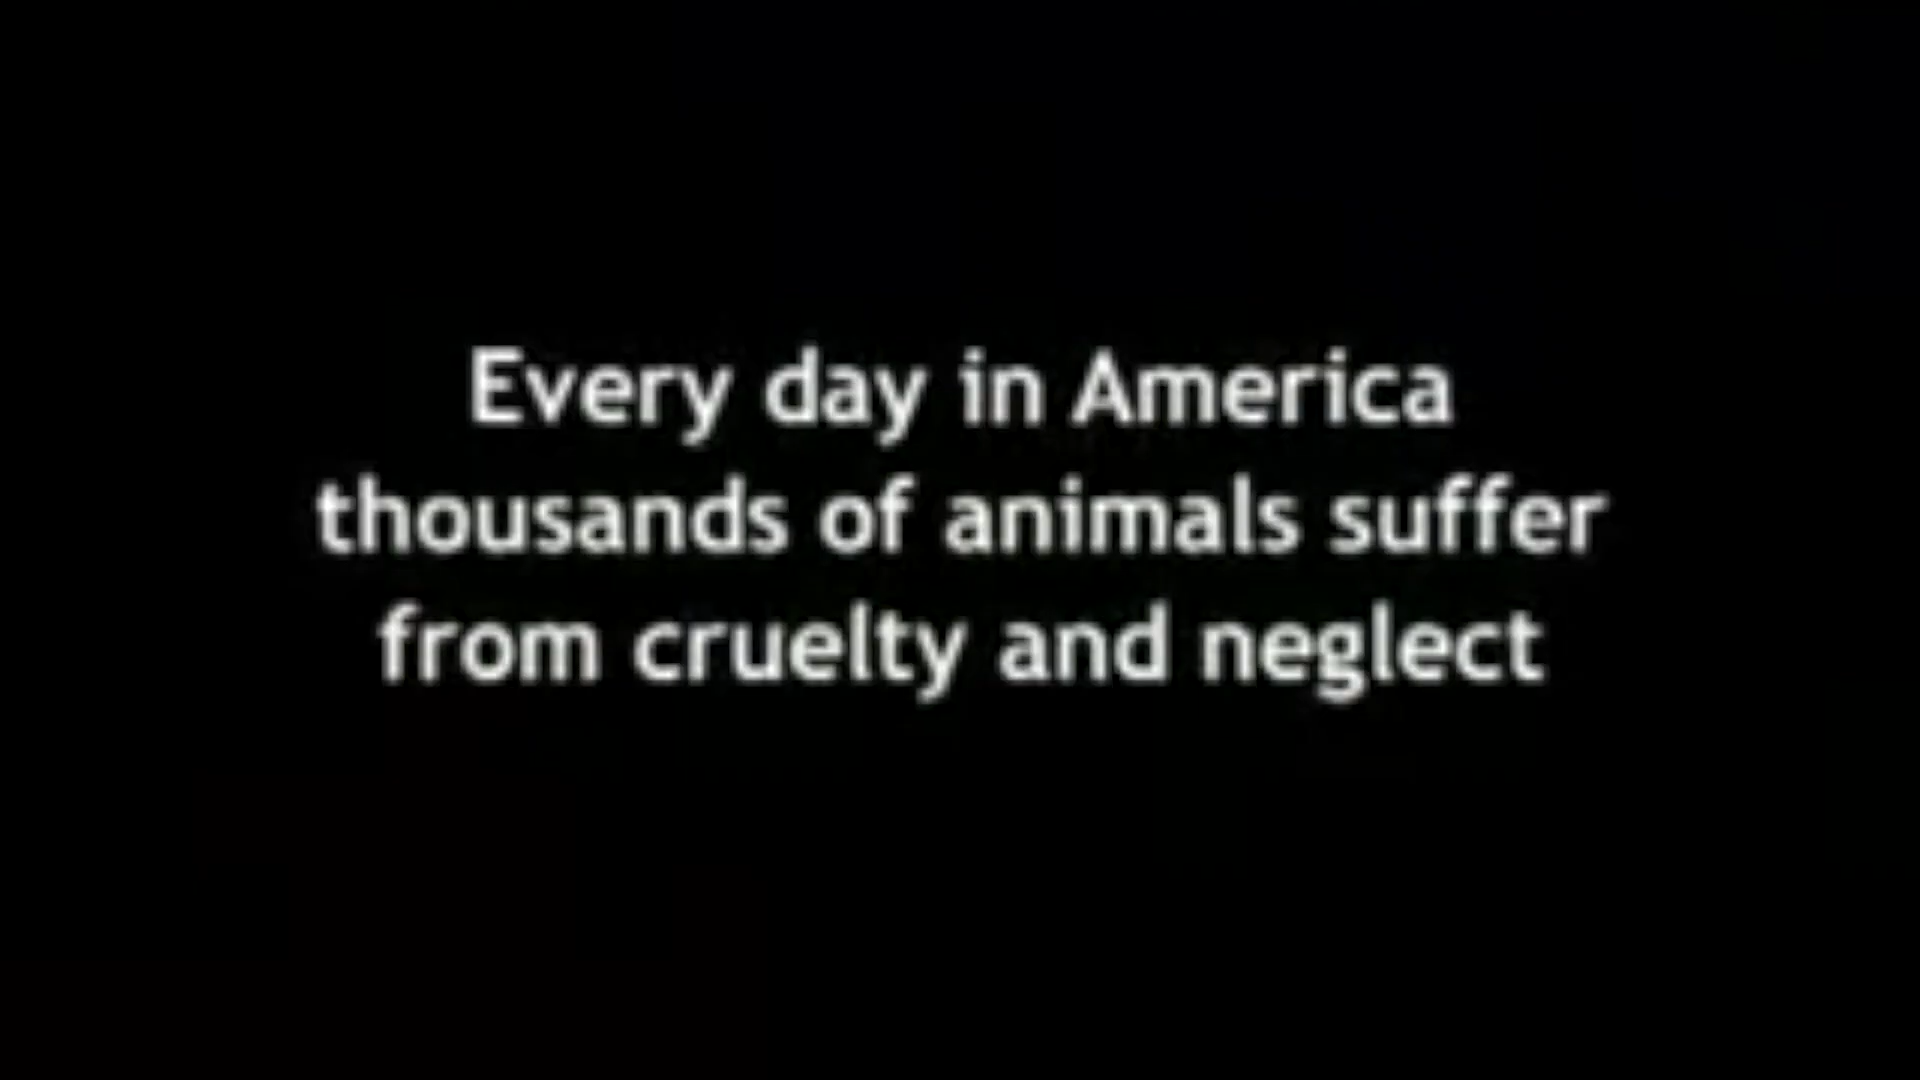 Every day in America
thousands of animals suffer
from cruelty and neglect